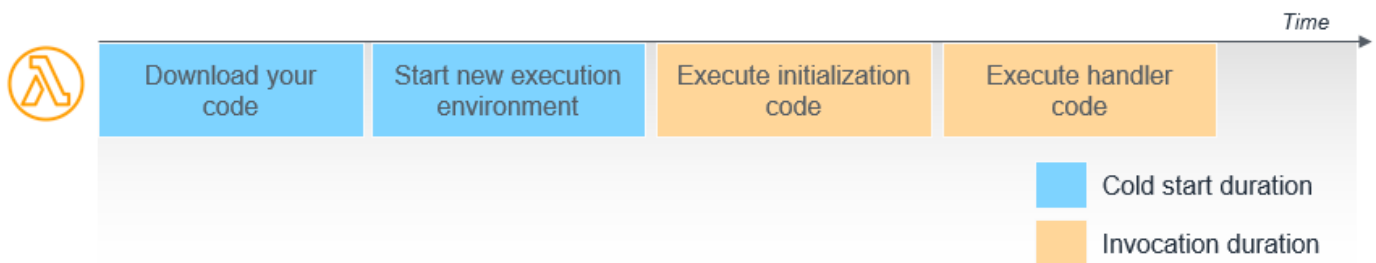 Time
Download your
code
Start new execution
environment
Execute initialization
code
Execute handler
code
Cold start duration
Invocation duration